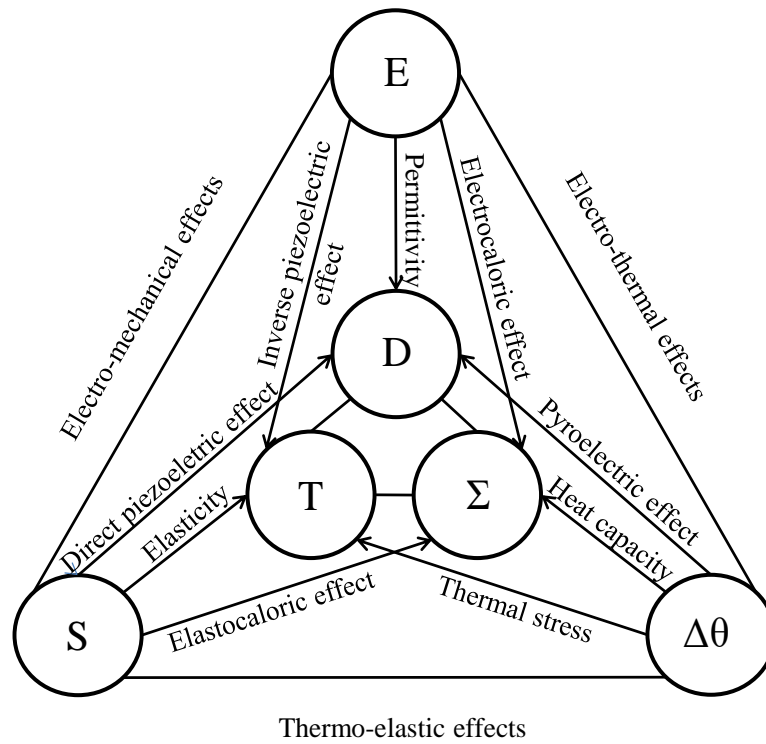 E
Electro-mechanical effects
Inverse piezoelectric
effect
Permittivity
Electrocaloric effect
Electro-thermal effects
D
Direct piezoeletric effect
Elasticity
T
Σ
Pyroelectric effect
Heat capacity
S
Elastocaloric effect
Thermal stress
Δθ
Thermo-elastic effects